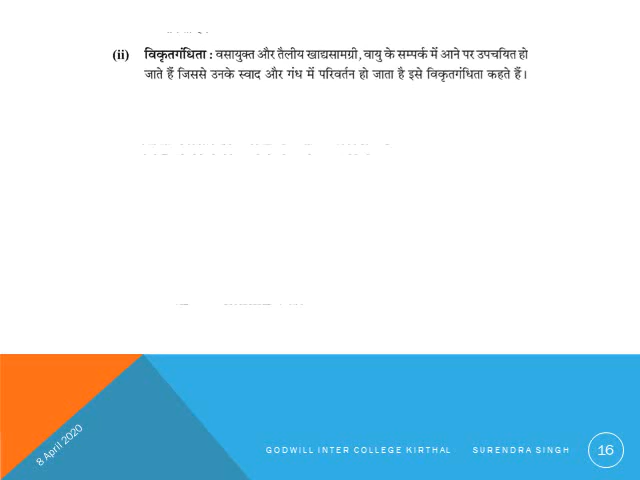 (ii) विकृतगंधिता : वसायुक्त और तैलीय खाद्यसामग्री, वायु के सम्पर्क में आने पर उपचयित हो
जाते हैं जिससे उनके स्वाद और गंध में परिवर्तन हो जाता है इसे विकृतगंधिता कहते हैं।
8 April 2020
GODWILL INTER COLLEGE KIRTHAL SURENDRA SINGH
16